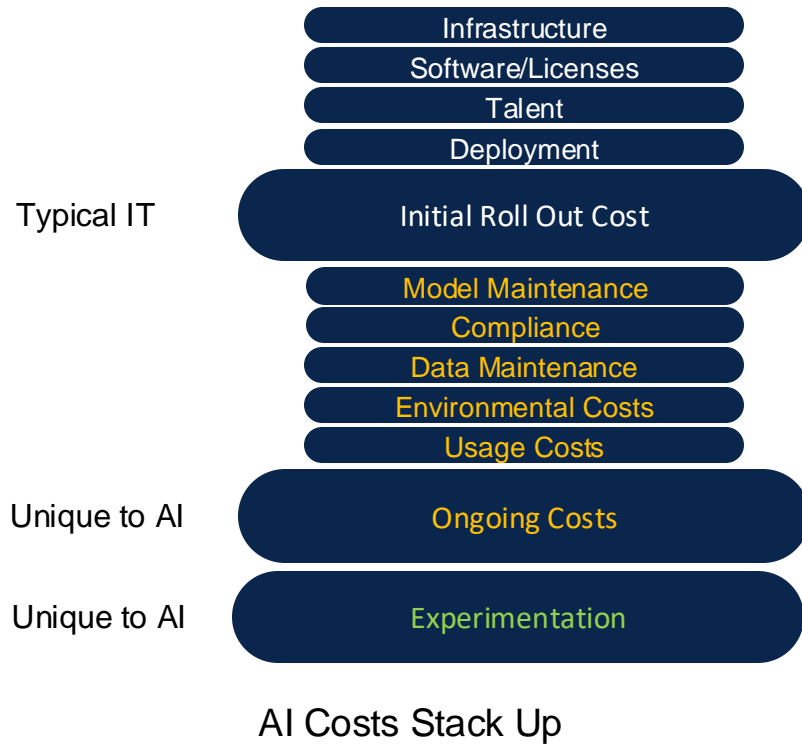 Infrastructure
Software/Licenses
Talent
Deployment
Typical IT
Initial Roll Out Cost
Model Maintenance
Compliance
Data Maintenance
Environmental Costs
Usage Costs
Unique to AI
Ongoing Costs
Unique to AI
Experimentation
AI Costs Stack Up